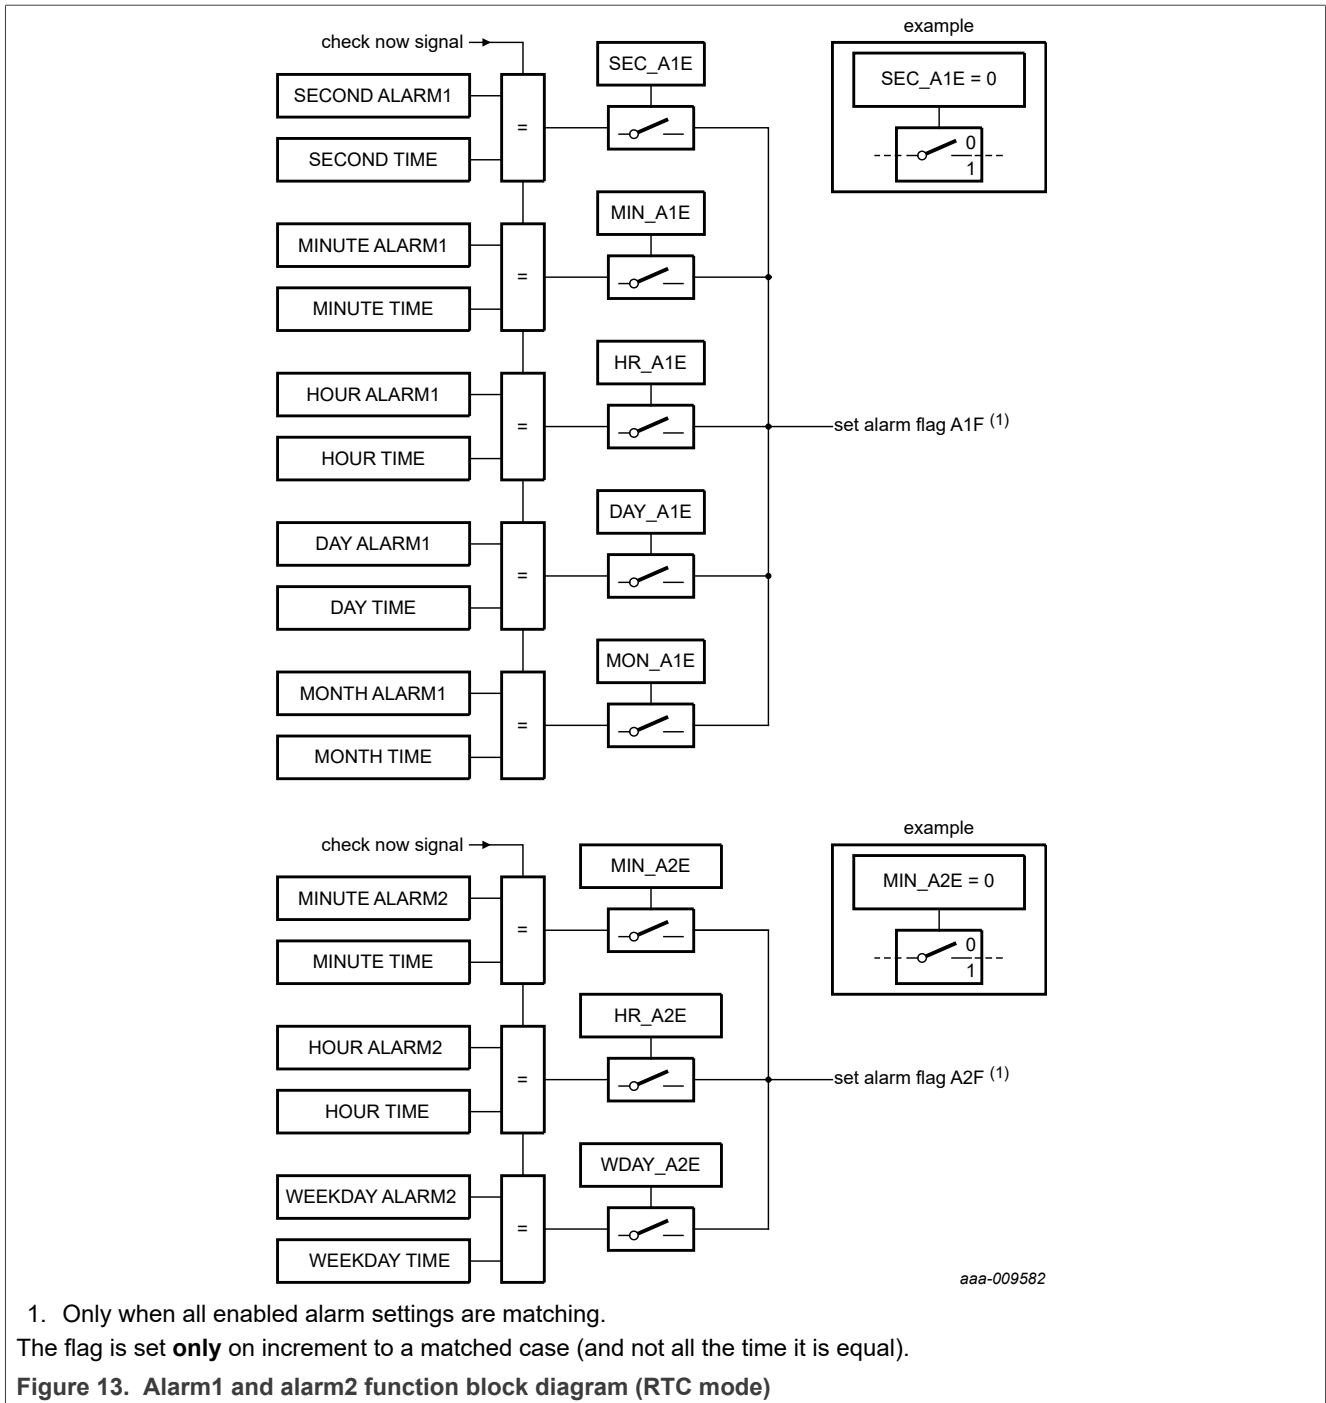 example
check now signal
SEC_A1E
SEC_A1E = 0
SECOND ALARM1
=
0
1
SECOND TIME
MIN_A1E
MINUTE ALARM1
=
MINUTE TIME
HR_A1E
HOUR ALARM1
=
set alarm flag A1F (1)
HOUR TIME
DAY_A1E
DAY ALARM1
=
DAY TIME
MON_A1E
MONTH ALARM1
=
MONTH TIME
example
check now signal
MIN_A2E
MIN_A2E = 0
MINUTE ALARM2
=
0
1
MINUTE TIME
HR_A2E
HOUR ALARM2
=
set alarm flag A2F (1)
HOUR TIME
WDAY_A2E
WEEKDAY ALARM2
=
WEEKDAY TIME
aaa-009582
1. Only when all enabled alarm settings are matching.
The flag is set only on increment to a matched case (and not all the time it is equal).
Figure 13. Alarm1 and alarm2 function block diagram (RTC mode)